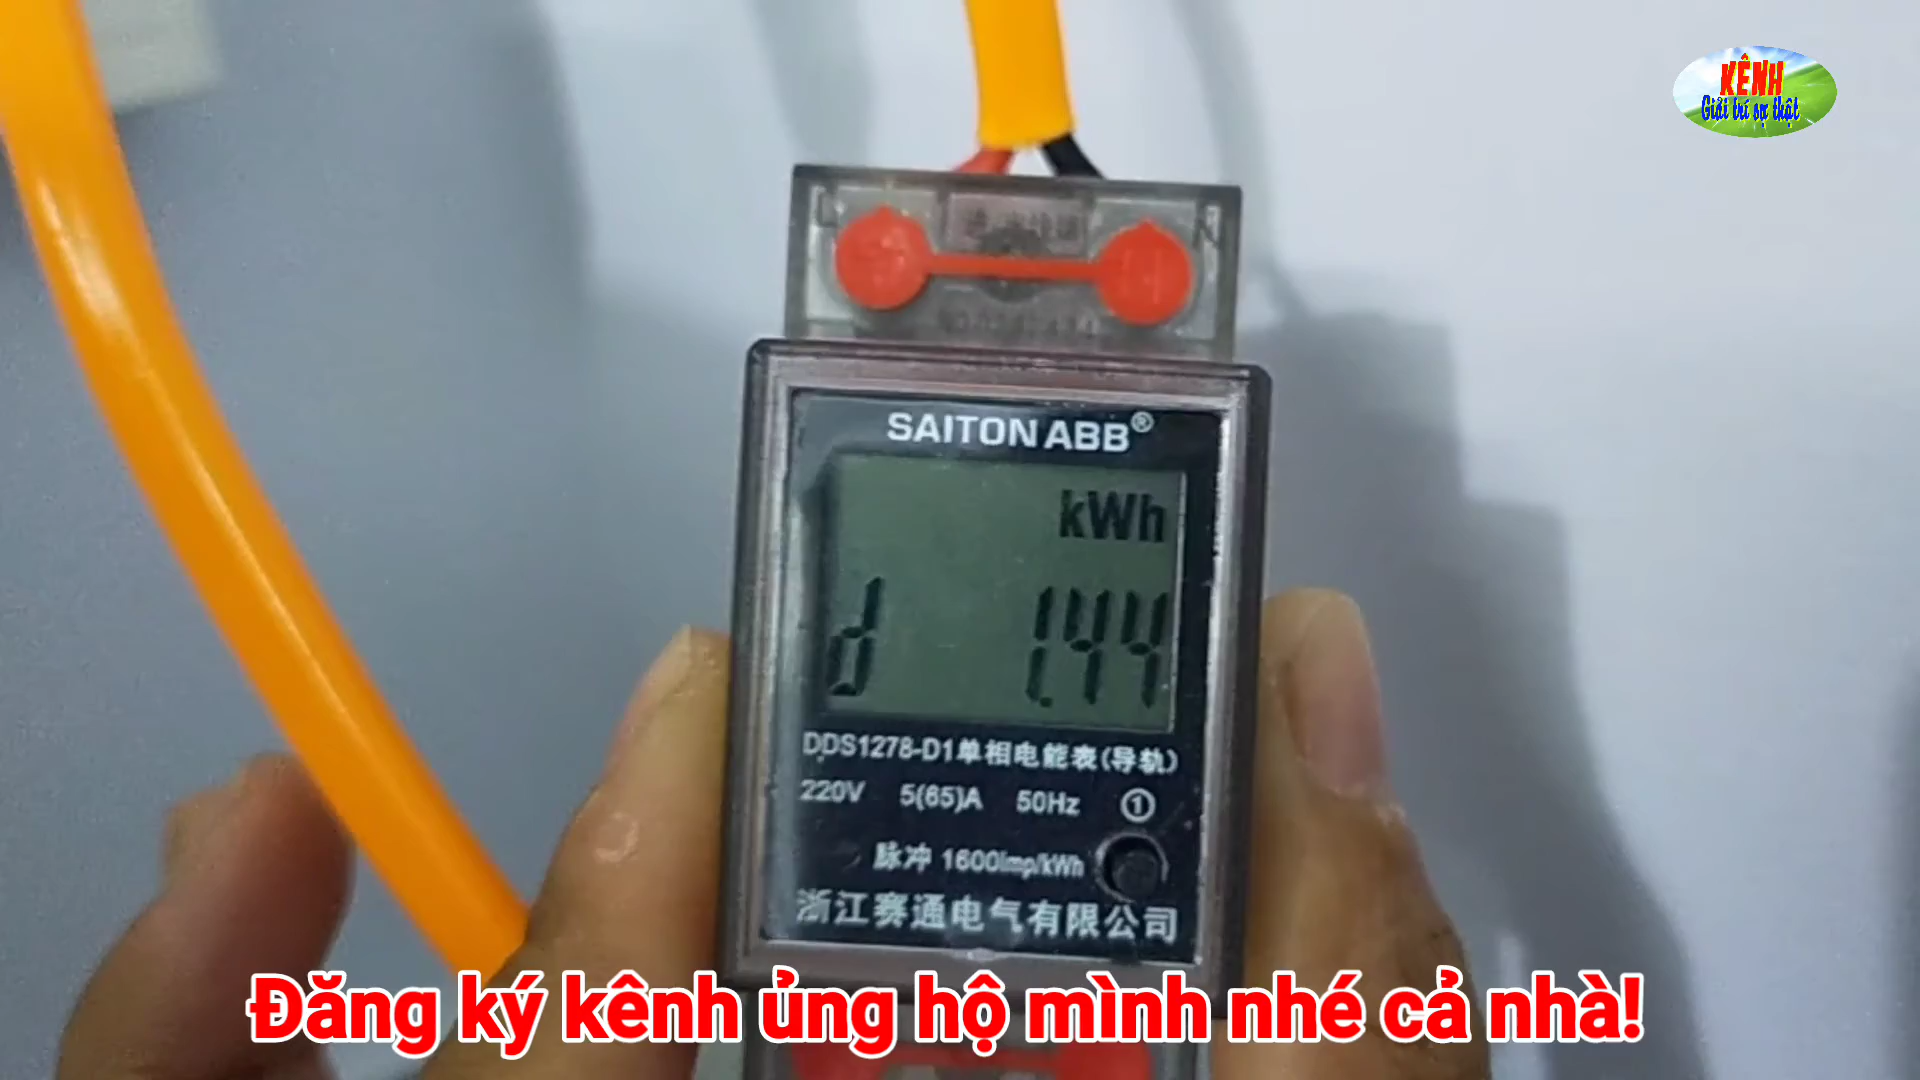 KÊNH
Giải trí sự thật
L
N
SAITON ABB®
kWh
d 1.44
DDS1278-D1单相电能表(导轨)
220V 5(65)A 50Hz ①
脉冲 1600imp/kWh
浙江赛通电气有限公司
Đăng ký kênh ủng hộ mình nhé cả nhà!